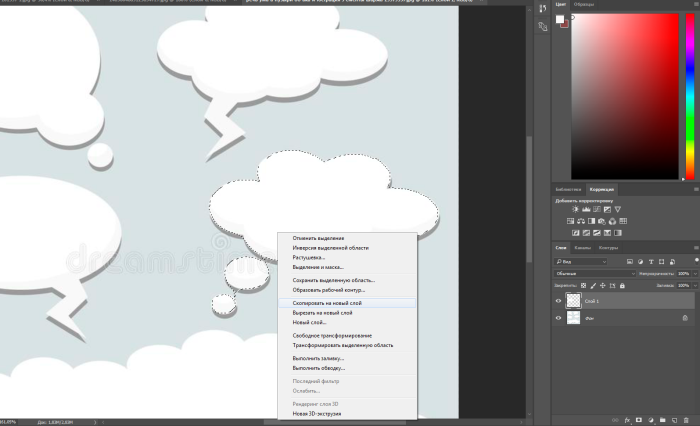 Цвет Образцы
Библиотеки Коррекция
Добавить корректировку
Слои Каналы Контуры
Вид
Обычные Непрозрачность: 100%
Закрепить: Заливка: 100%
Слой 1
Фон
dreamstime
Отменить выделение
Инверсия выделенной области
Растушевка...
Выделение и маска...
Сохранить выделенную область...
Образовать рабочий контур...
Скопировать на новый слой
Вырезать на новый слой
Новый слой...
Свободное трансформирование
Трансформировать выделенную область
Выполнить заливку...
Выполнить обводку...
Последний фильтр
Ослабить...
Рендеринг слоя 3D
Новая 3D-экструзия